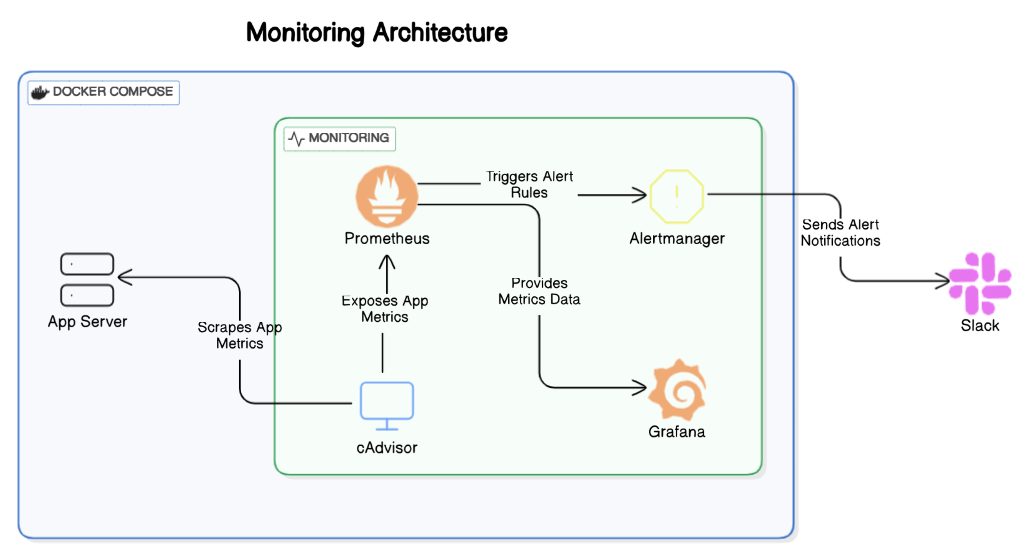 Monitoring Architecture
DOCKER COMPOSE
MONITORING
Triggers Alert
Rules
Prometheus
Alertmanager
Sends Alert
Notifications
App Server
Scrapes App
Metrics
Exposes App
Metrics
Provides
Metrics Data
Slack
cAdvisor
Grafana